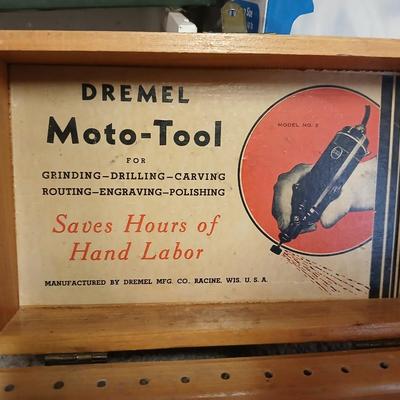 DREMEL
Moto-Tool
FOR
GRINDING—DRILLING—CARVING
ROUTING—ENGRAVING—POLISHING
Saves Hours of
Hand Labor
MANUFACTURED BY DREMEL MFG. CO. RACINE, WIS. U. S. A.
MODEL NO. 2